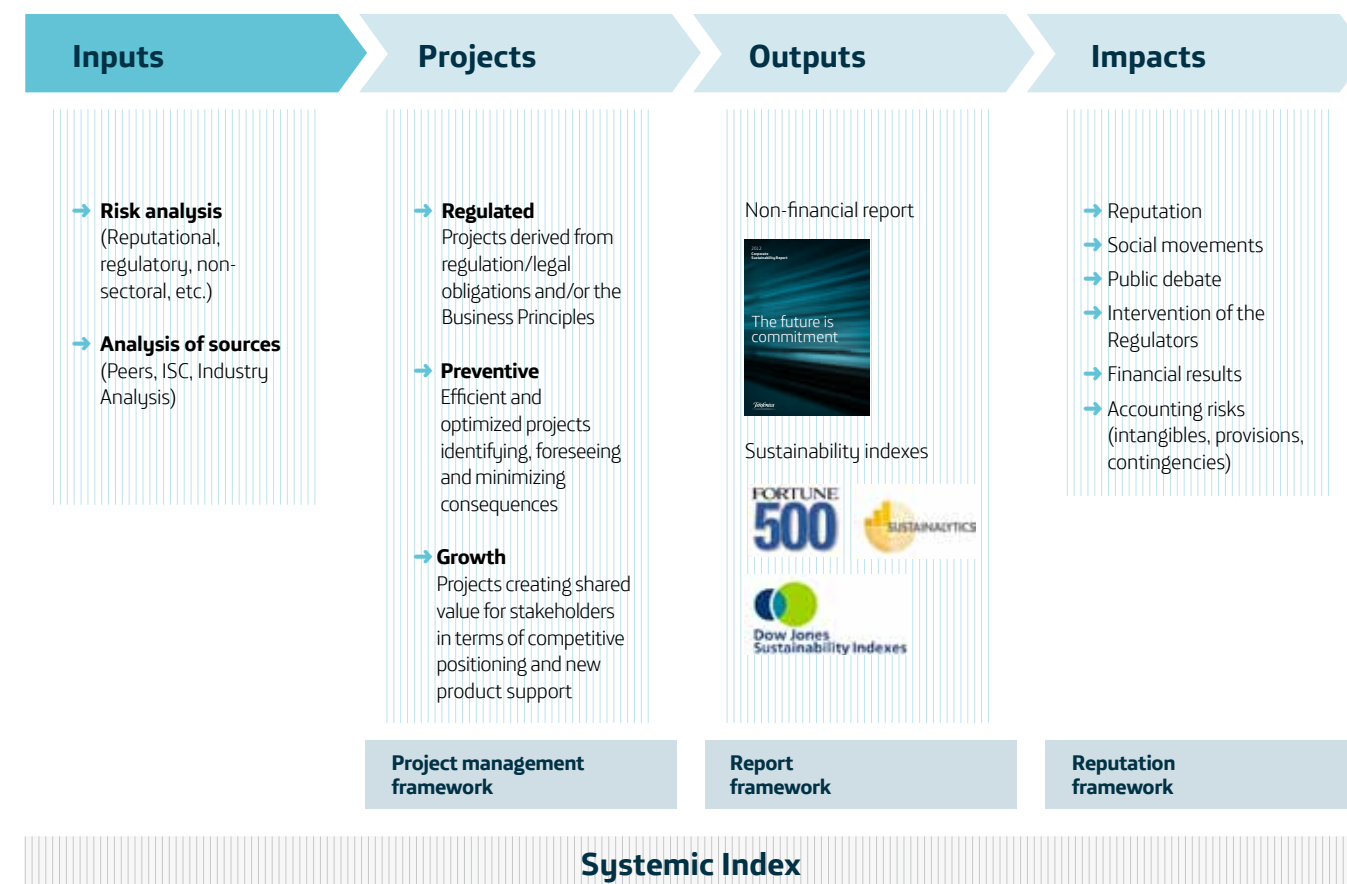 Inputs
Projects
Outputs
Impacts
Risk analysis
(Reputational,
regulatory, non-
sectoral, etc.)
Analysis of sources
(Peers, ISC, Industry
Analysis)
Regulated
Projects derived from
regulation/legal
obligations and/or the
Business Principles
Preventive
Efficient and
optimized projects
identifying, foreseeing
and minimizing
consequences
Growth
Projects creating shared
value for stakeholders
in terms of competitive
positioning and new
product support
Non-financial report
2012
Corporate
Sustainability Report
The future is
commitment
Telefónica
Sustainability indexes
FORTUNE
500
SUSTAINALYTICS
Dow Jones
Sustainability Indexes
Reputation
Social movements
Public debate
Intervention of the
Regulators
Financial results
Accounting risks
(intangibles, provisions,
contingencies)
Project management
framework
Report
framework
Reputation
framework
Systemic Index